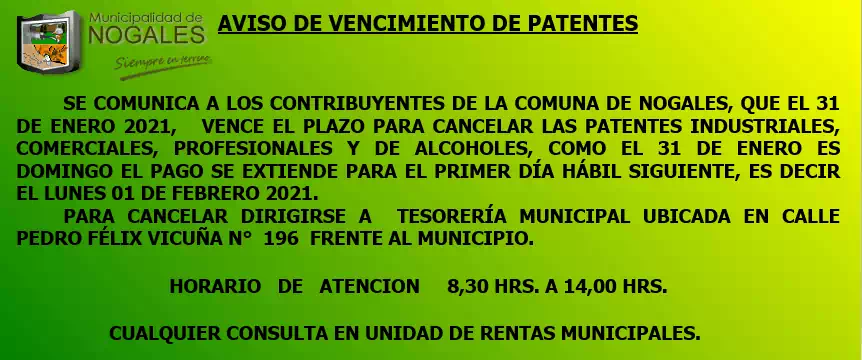 Municipalidad de
NOGALES
Siempre en terreno
AVISO DE VENCIMIENTO DE PATENTES
SE COMUNICA A LOS CONTRIBUYENTES DE LA COMUNA DE NOGALES, QUE EL 31
DE ENERO 2021, VENCE EL PLAZO PARA CANCELAR LAS PATENTES INDUSTRIALES,
COMERCIALES, PROFESIONALES Y DE ALCOHOLES, COMO EL 31 DE ENERO ES
DOMINGO EL PAGO SE EXTIENDE PARA EL PRIMER DÍA HÁBIL SIGUIENTE, ES DECIR
EL LUNES 01 DE FEBRERO 2021.
PARA CANCELAR DIRIGIRSE A TESORERÍA MUNICIPAL UBICADA EN CALLE
PEDRO FÉLIX VICUÑA N° 196 FRENTE AL MUNICIPIO.
HORARIO DE ATENCION 8,30 HRS. A 14,00 HRS.
CUALQUIER CONSULTA EN UNIDAD DE RENTAS MUNICIPALES.